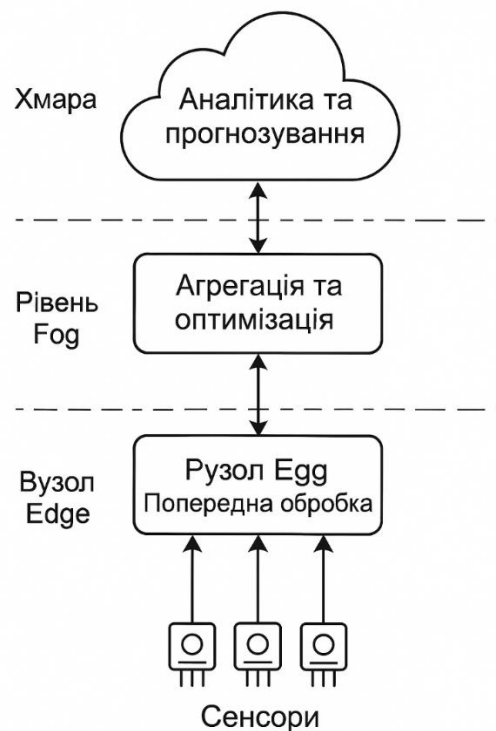 Хмара
Аналітика та
прогнозування
Рівень
Fog
Агрегація та
оптимізація
Вузол
Edge
Рузол Egg
Попередна обробка
Сенсори